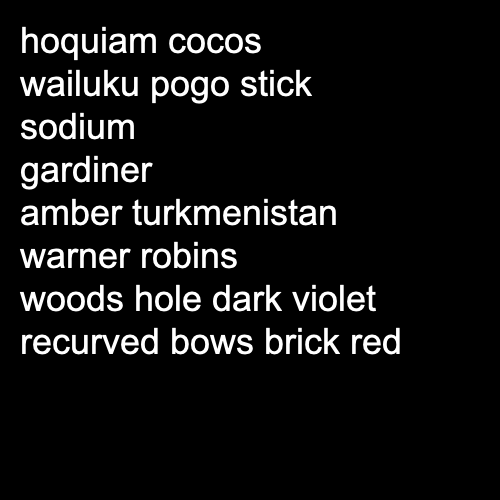 hoquiam cocos
wailuku pogo stick
sodium
gardiner
amber turkmenistan
warner robins
woods hole dark violet
recurved bows brick red